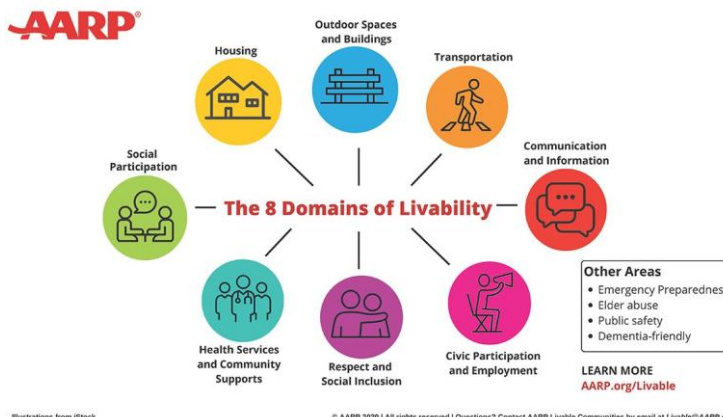 AARP®
Outdoor Spaces
and Buildings
Housing
Transportation
Social
Participation
Communication
and Information
The 8 Domains of Livability
Other Areas
• Emergency Preparednes
• Elder abuse
• Public safety
• Dementia-friendly
Health Services
and Community
Supports
Respect and
Social Inclusion
Civic Participation
and Employment
LEARN MORE
AARP.org/Livable
Illustrations from iStock
© AARP 2020 | All rights reserved | Questions? Contact AARP Livable Communities by email at Livable@AARP